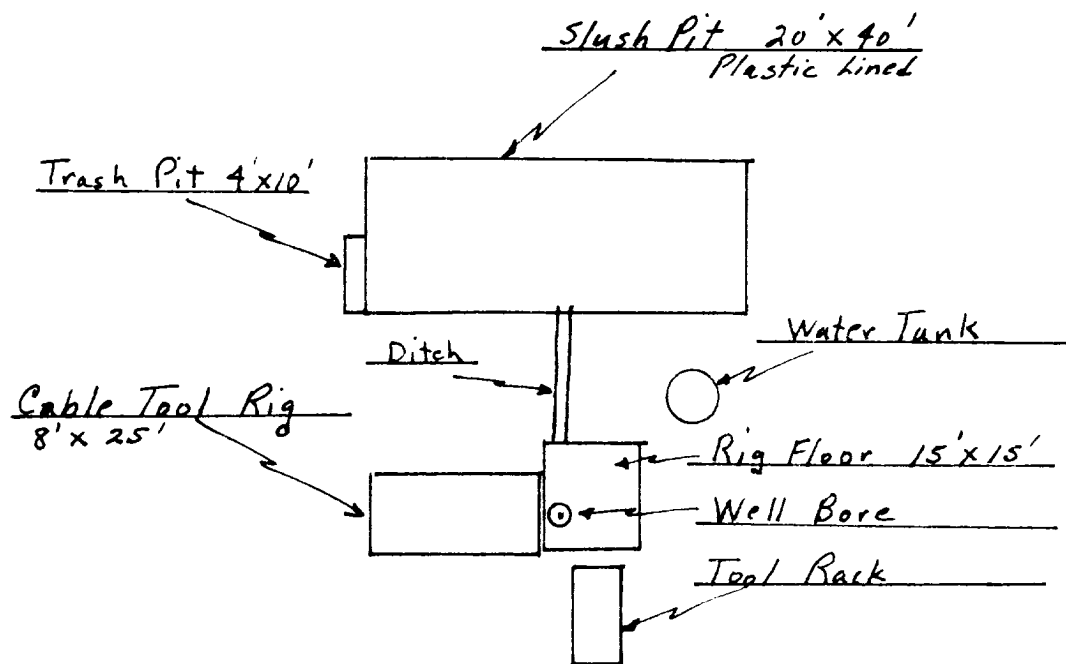 Slush Pit 20' x 40'
Plastic Lined
Trash Pit 4'x10'
Water Tank
Ditch
Cable Tool Rig
8' x 25'
Rig Floor 15' x 15'
Well Bore
Tool Rack